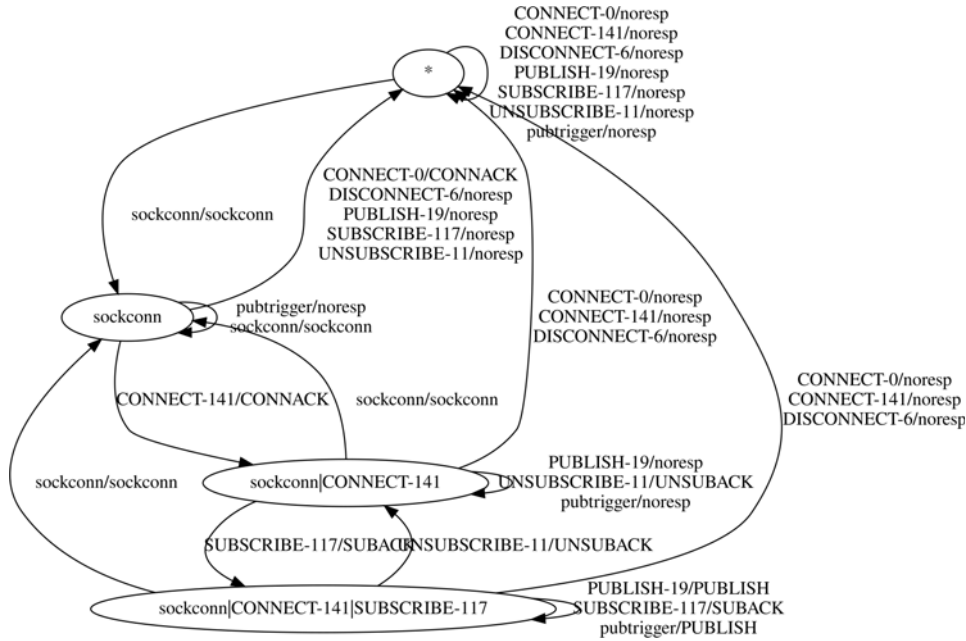 CONNECT-0/noresp
CONNECT-141/noresp
DISCONNECT-6/noresp
PUBLISH-19/noresp
SUBSCRIBE-117/noresp
UNSUBSCRIBE-11/noresp
pubtrigger/noresp
*
sockconn/sockconn
CONNECT-0/CONNACK
DISCONNECT-6/noresp
PUBLISH-19/noresp
SUBSCRIBE-117/noresp
UNSUBSCRIBE-11/noresp
sockconn
pubtrigger/noresp
sockconn/sockconn
CONNECT-0/noresp
CONNECT-141/noresp
DISCONNECT-6/noresp
CONNECT-0/noresp
CONNECT-141/noresp
DISCONNECT-6/noresp
CONNECT-141/CONNACK
sockconn/sockconn
sockconn/sockconn
sockconn|CONNECT-141
PUBLISH-19/noresp
UNSUBSCRIBE-11/UNSUBACK
pubtrigger/noresp
SUBSCRIBE-117/SUBACK
UNSUBSCRIBE-11/UNSUBACK
sockconn|CONNECT-141|SUBSCRIBE-117
PUBLISH-19/PUBLISH
SUBSCRIBE-117/SUBACK
pubtrigger/PUBLISH